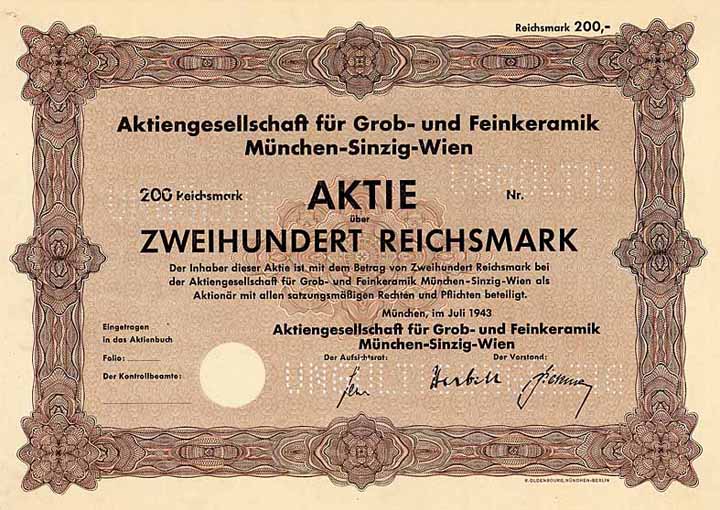 Reichsmark 200,-
Aktiengesellschaft für Grob- und Feinkeramik
München-Sinzig-Wien
UNGÜLTIG
200 Reichsmark AKTIE Nr.
über
ZWEIHUNDERT REICHSMARK
Der Inhaber dieser Aktie ist mit dem Betrag von Zweihundert Reichsmark bei
der Aktiengesellschaft für Grob- und Feinkeramik München-Sinzig-Wien als
Aktionär mit allen satzungsmäßigen Rechten und Pflichten beteiligt.
München, im Juli 1943
Eingetragen
in das Aktienbuch
Folio:
Der Kontrollbeamte:
Aktiengesellschaft für Grob- und Feinkeramik
München-Sinzig-Wien
Der Aufsichtsrat: Der Vorstand:
UNGÜLTIG
R. OLDENBOURG, MÜNCHEN-BERLIN